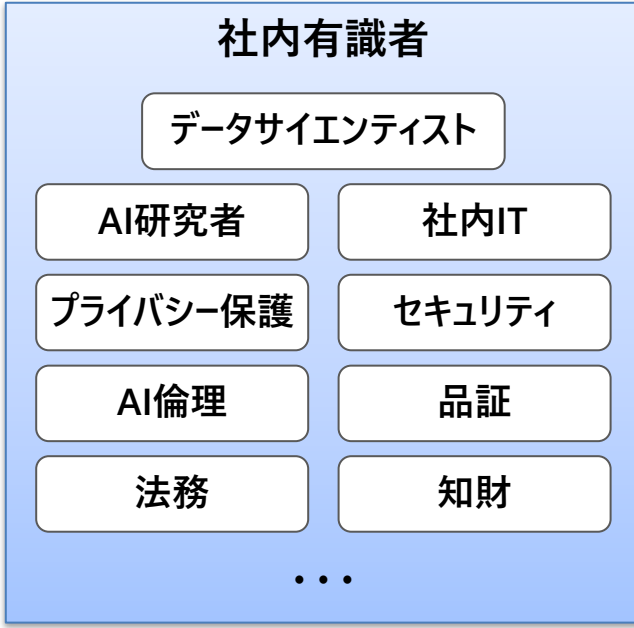 社内有識者
データサイエンティスト
AI研究者
社内IT
プライバシー保護
セキュリティ
AI倫理
品証
法務
知財
・・・